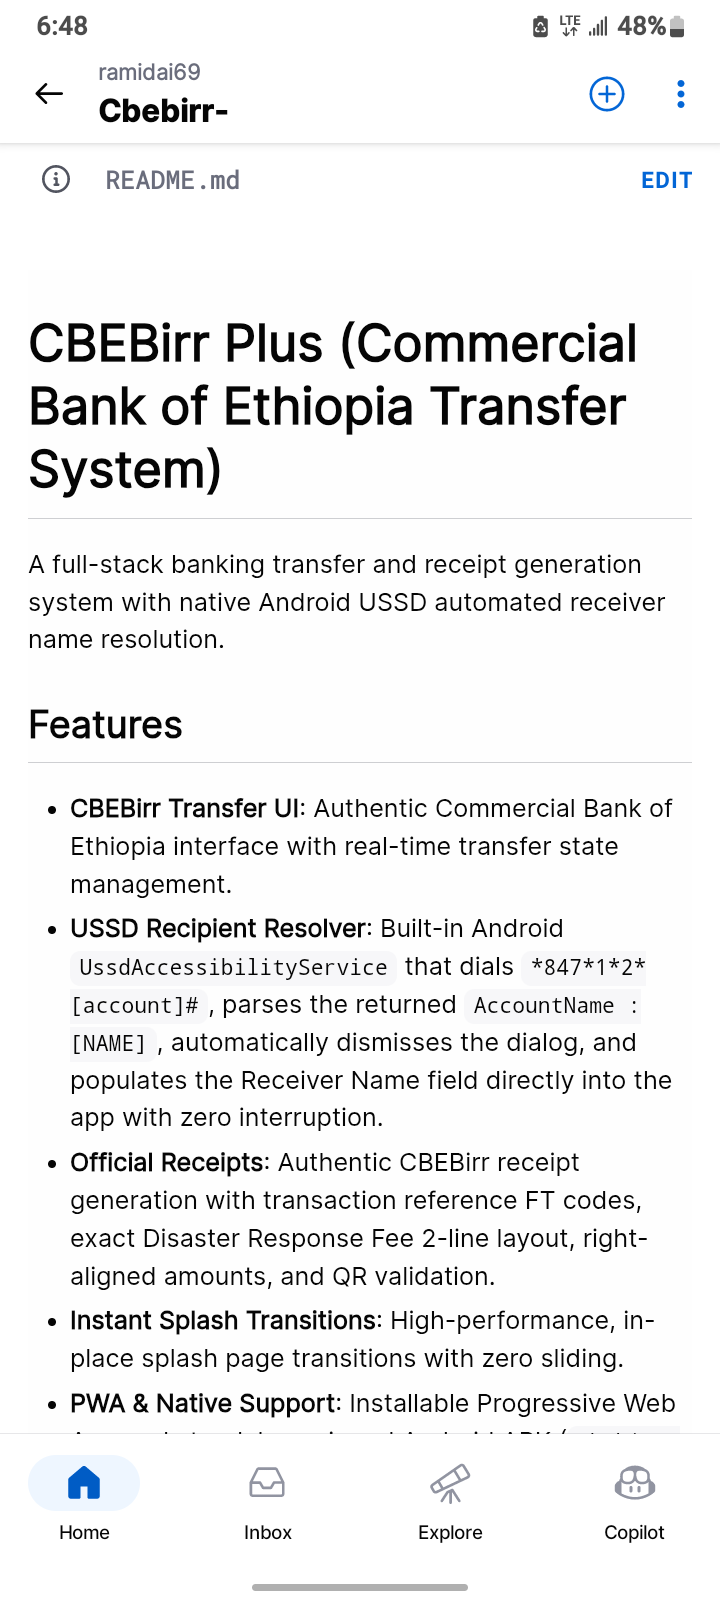 6:48
LTE
48%
ramidai69
Cbebirr-
README.md
EDIT
CBEBirr Plus (Commercial
Bank of Ethiopia Transfer
System)
A full-stack banking transfer and receipt generation
system with native Android USSD automated receiver
name resolution.
Features
• CBEBirr Transfer UI: Authentic Commercial Bank of
Ethiopia interface with real-time transfer state
management.
• USSD Recipient Resolver: Built-in Android
UssdAccessibilityService that dials *847*1*2*
[account]# , parses the returned AccountName :
[NAME] , automatically dismisses the dialog, and
populates the Receiver Name field directly into the
app with zero interruption.
• Official Receipts: Authentic CBEBirr receipt
generation with transaction reference FT codes,
exact Disaster Response Fee 2-line layout, right-
aligned amounts, and QR validation.
• Instant Splash Transitions: High-performance, in-
place splash page transitions with zero sliding.
• PWA & Native Support: Installable Progressive Web
Home
Inbox
Explore
Copilot